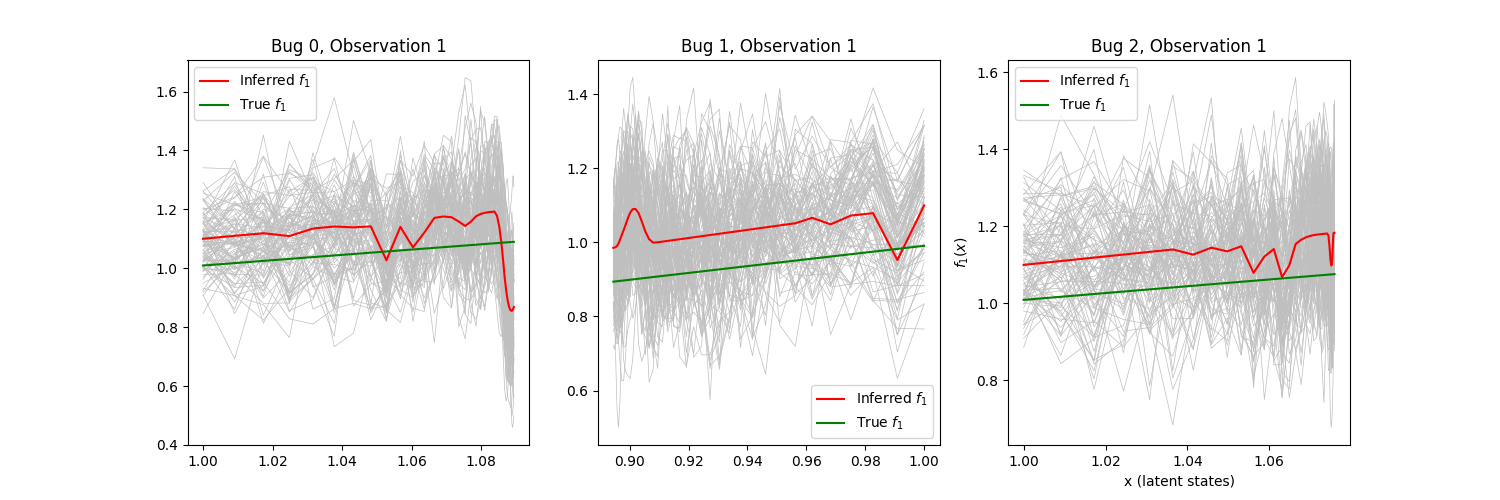 Bug 0, Observation 1
Inferred f₁
True f₁
1.6
1.4
1.2
1.0
0.8
0.6
0.4
1.00 1.02 1.04 1.06 1.08
Bug 1, Observation 1
1.4
1.2
1.0
0.8
0.6
Inferred f₁
True f₁
0.90 0.92 0.94 0.96 0.98 1.00
Bug 2, Observation 1
Inferred f₁
True f₁
f₁(x)
1.6
1.4
1.2
1.0
0.8
1.00 1.02 1.04 1.06
x (latent states)